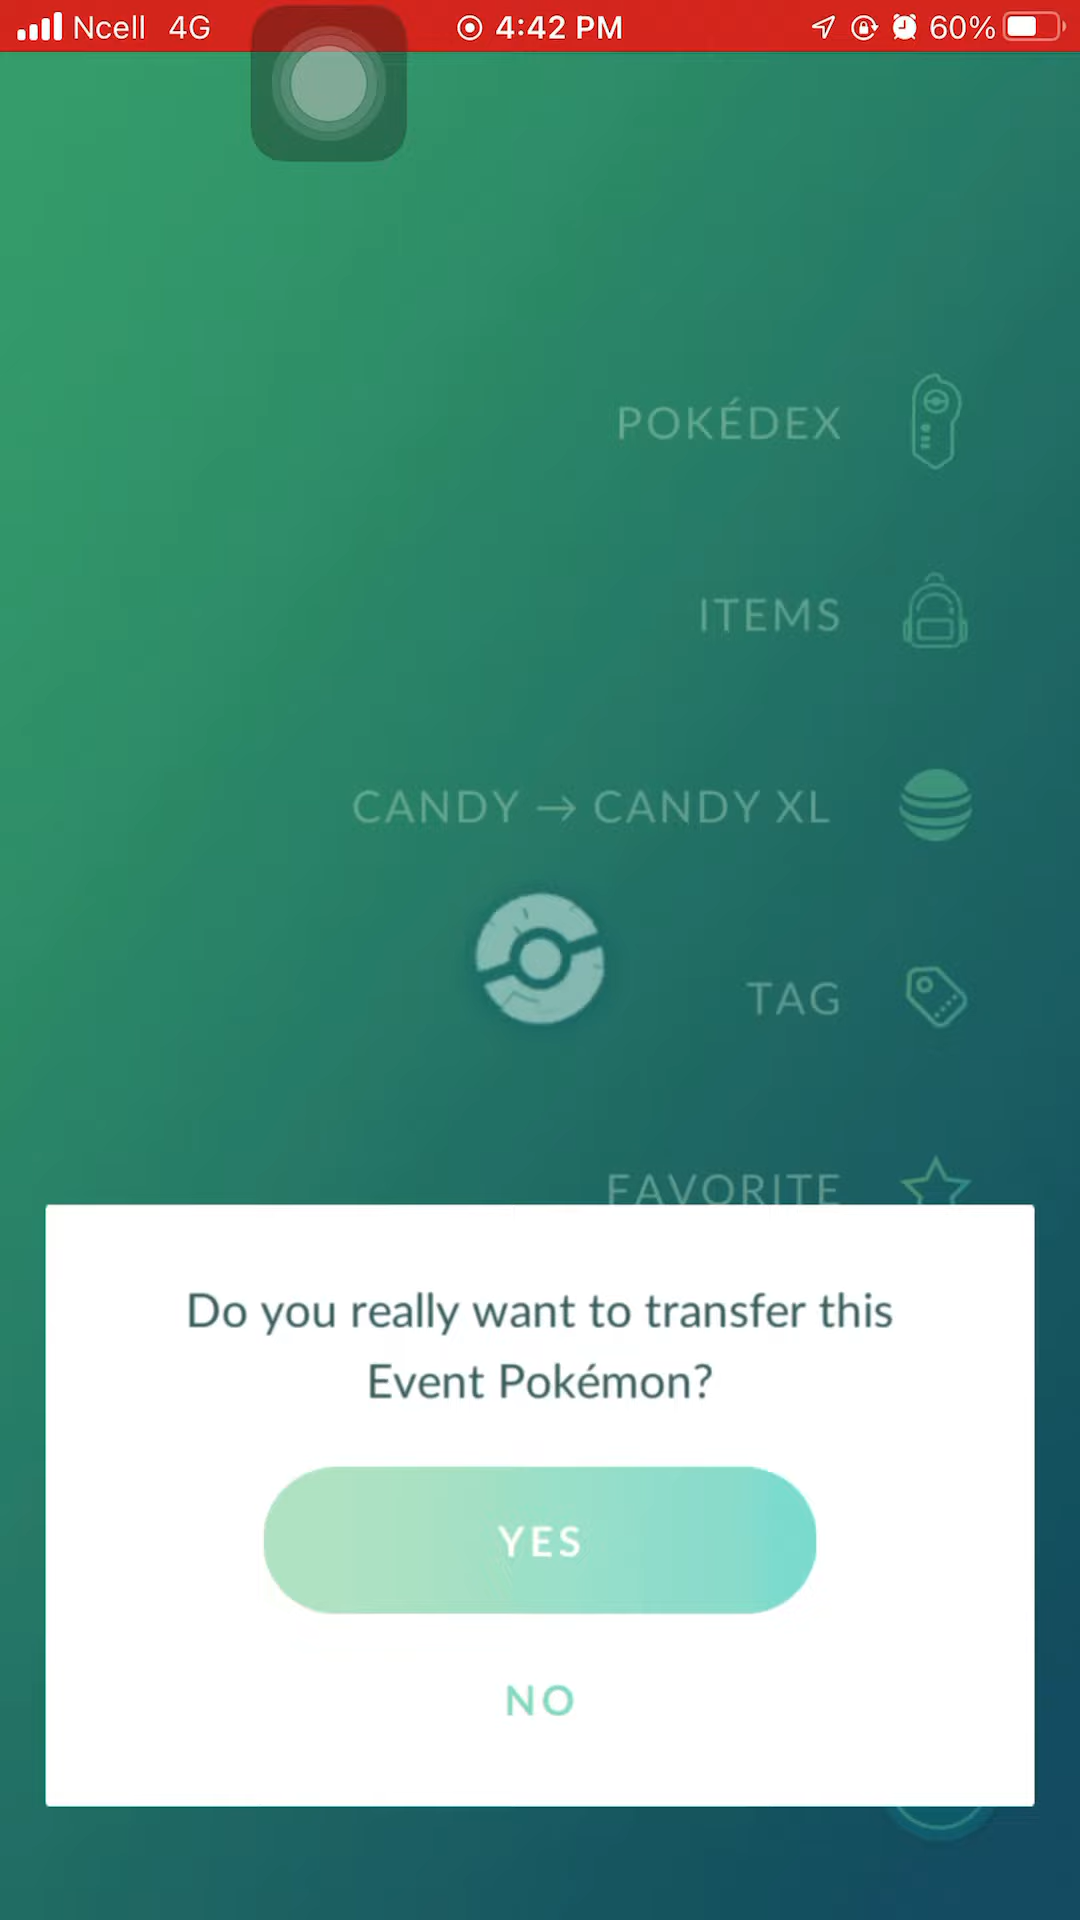 Ncell 4G 4:42 PM 60%
POKÉDEX
ITEMS
CANDY → CANDY XL
TAG
FAVORITE
Do you really want to transfer this
Event Pokémon?
YES
NO